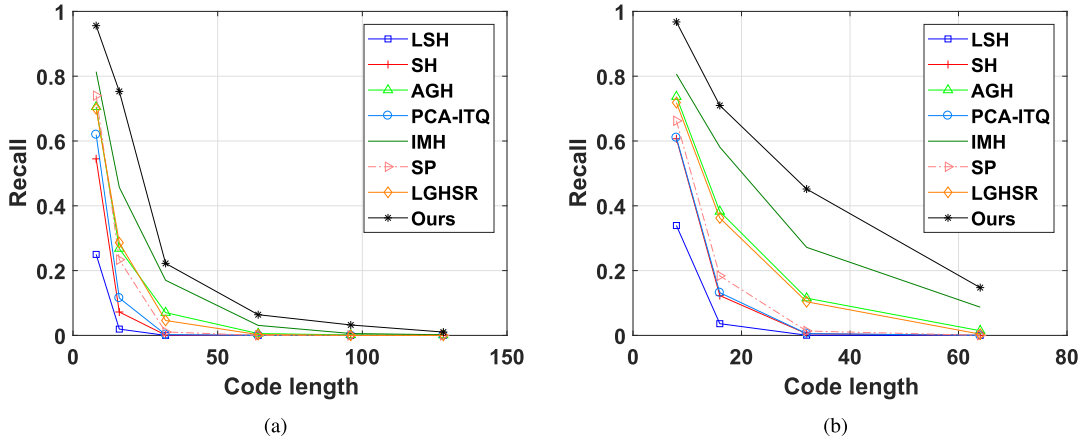 1
0.8
0.6
0.4
0.2
0
Recall
0 50 100 150
Code length
LSH
SH
AGH
PCA-ITQ
IMH
SP
LGHSR
Ours
(a)
1
0.8
0.6
0.4
0.2
0
Recall
0 20 40 60 80
Code length
LSH
SH
AGH
PCA-ITQ
IMH
SP
LGHSR
Ours
(b)